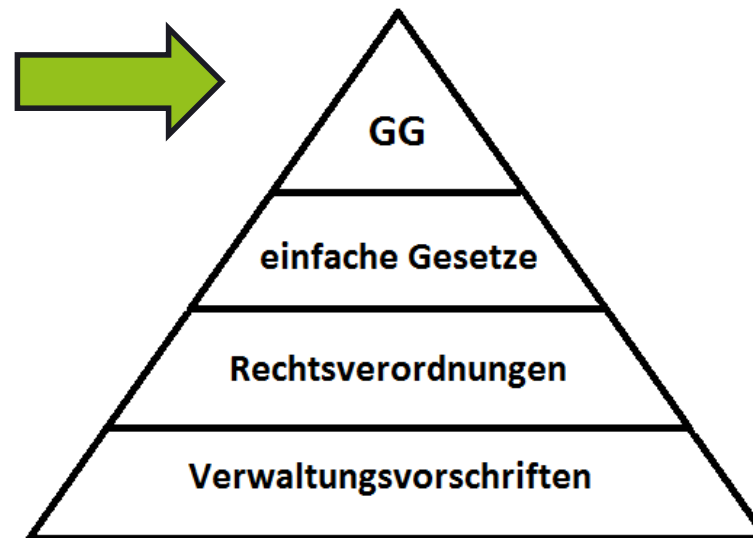 GG
einfache Gesetze
Rechtsverordnungen
Verwaltungsvorschriften